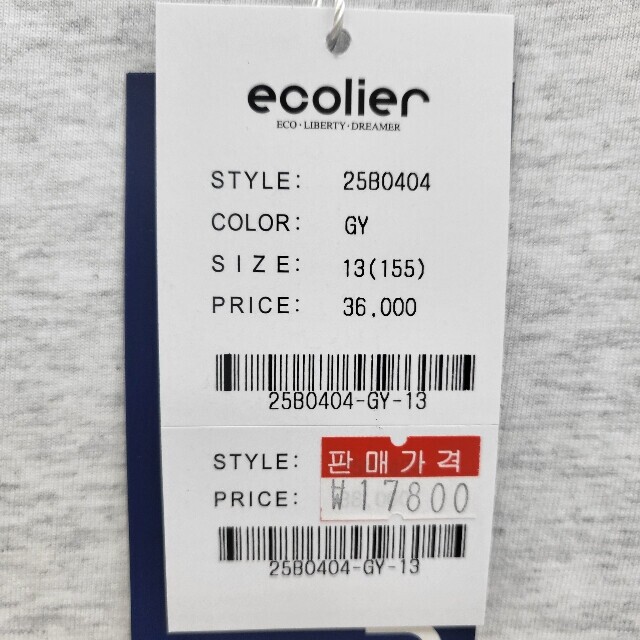 ecolier
ECO · LIBERTY · DREAMER
STYLE: 25B0404
COLOR: GY
SIZE: 13(155)
PRICE: 36,000
25B0404-GY-13
STYLE: 판매가격
PRICE: ₩17800
25B0404-GY-13